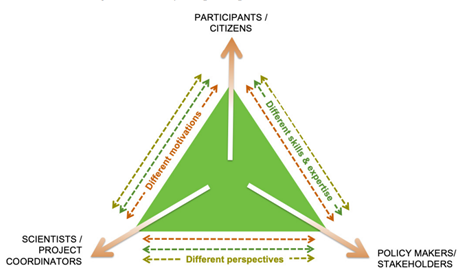 PARTICIPANTS /
CITIZENS
Different motivations
Different skills & expertise
SCIENTISTS /
PROJECT
COORDINATORS
Different perspectives
POLICY MAKERS/
STAKEHOLDERS